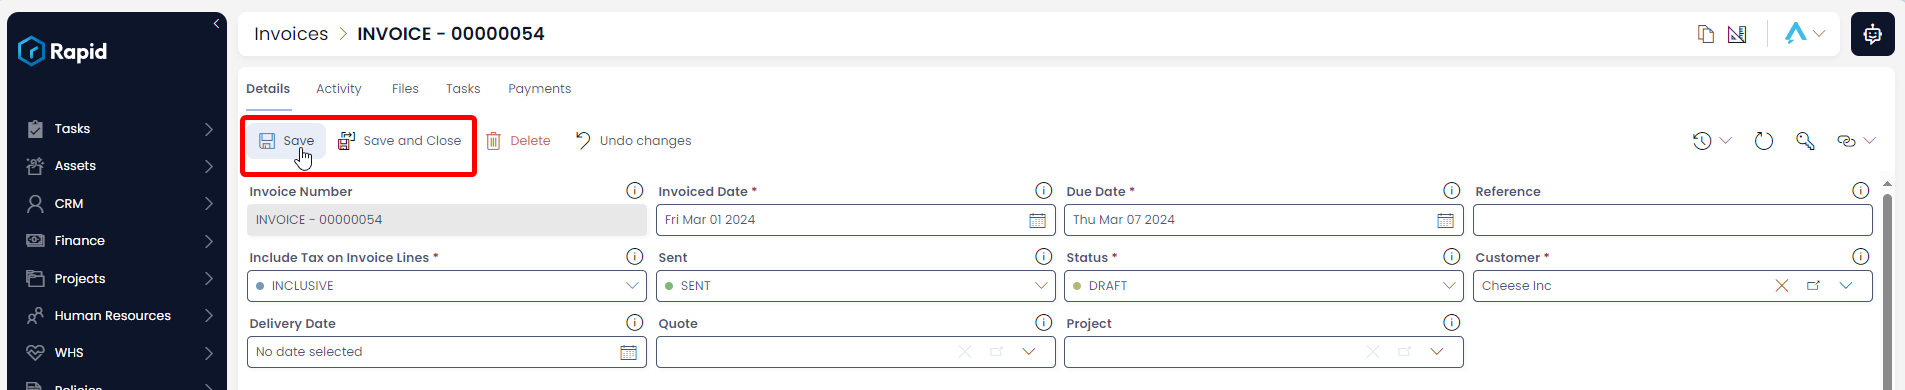 Rapid
Tasks
Assets
CRM
Finance
Projects
Human Resources
WHS
Policies
Invoices > INVOICE - 00000054
Details Activity Files Tasks Payments
Save Save and Close Delete Undo changes
Invoice Number Invoiced Date * Due Date * Reference
INVOICE - 00000054 Fri Mar 01 2024 Thu Mar 07 2024
Include Tax on Invoice Lines * Sent Status * Customer *
INCLUSIVE SENT DRAFT Cheese Inc
Delivery Date Quote Project
No date selected